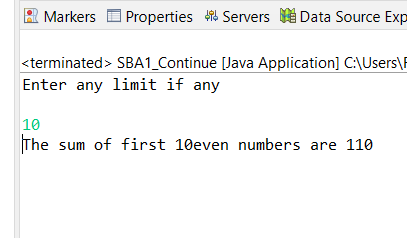 Markers Properties Servers Data Source Exp
<terminated> SBA1_Continue [Java Application] C:\Users\
Enter any limit if any
10
The sum of first 10even numbers are 110